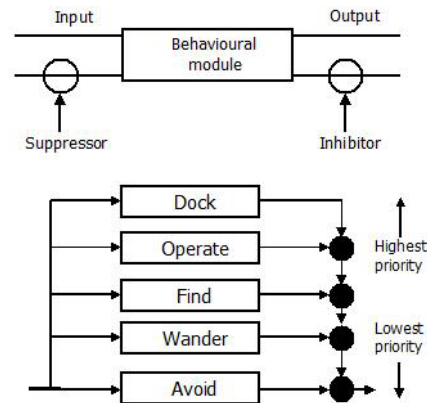 Input
Output
Behavioural
module
Suppressor
Inhibitor
Dock
Operate
Highest
priority
Find
Wander
Lowest
priority
Avoid